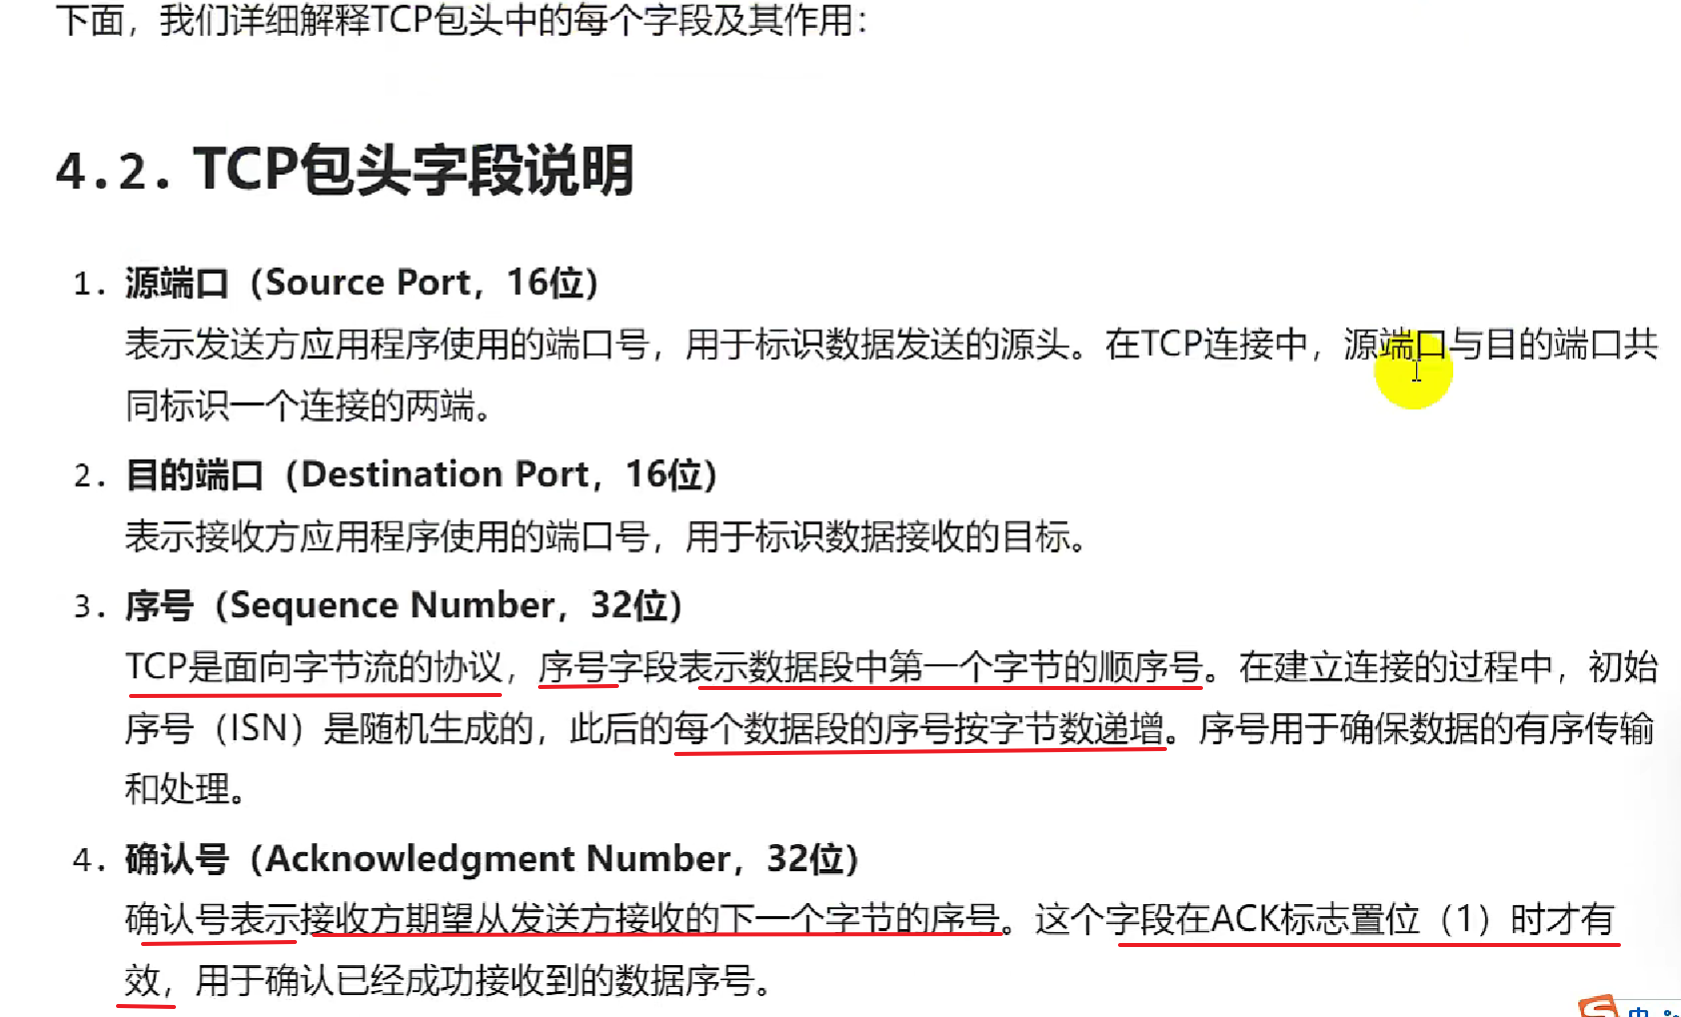 下面，我们详细解释TCP包头中的每个字段及其作用：
4.2. TCP包头字段说明
1. 源端口（Source Port，16位）
表示发送方应用程序使用的端口号，用于标识数据发送的源头。在TCP连接中，源端口与目的端口共
同标识一个连接的两端。
2. 目的端口（Destination Port，16位）
表示接收方应用程序使用的端口号，用于标识数据接收的目标。
3. 序号（Sequence Number，32位）
TCP是面向字节流的协议，序号字段表示数据段中第一个字节的顺序号。在建立连接的过程中，初始
序号（ISN）是随机生成的，此后的每个数据段的序号按字节数递增。序号用于确保数据的有序传输
和处理。
4. 确认号（Acknowledgment Number，32位）
确认号表示接收方期望从发送方接收的下一个字节的序号。这个字段在ACK标志置位（1）时才有
效，用于确认已经成功接收到的数据序号。